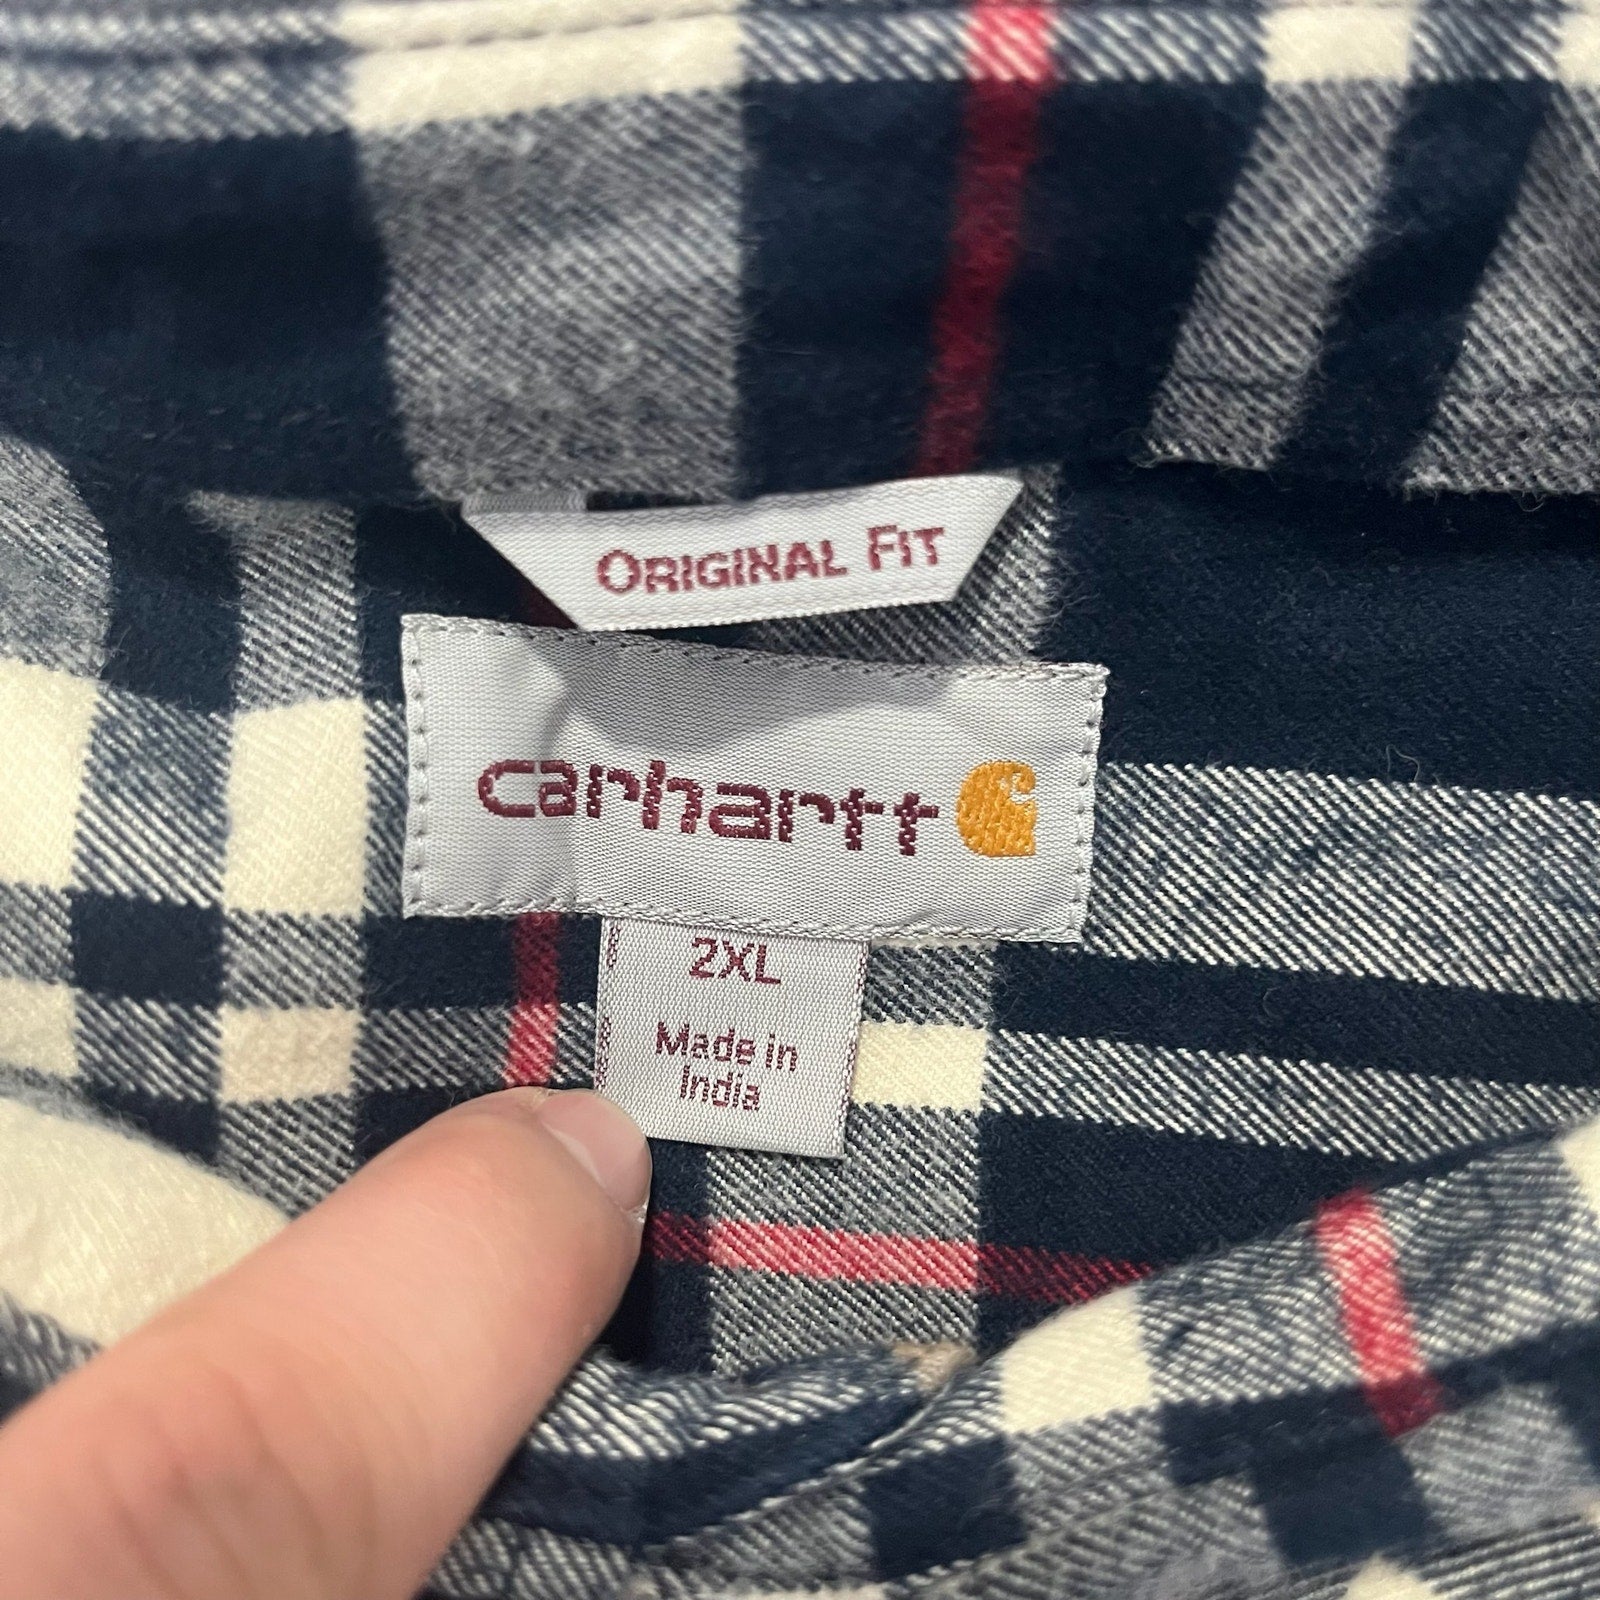 Original Fit
carhartt
2XL
Made in
India